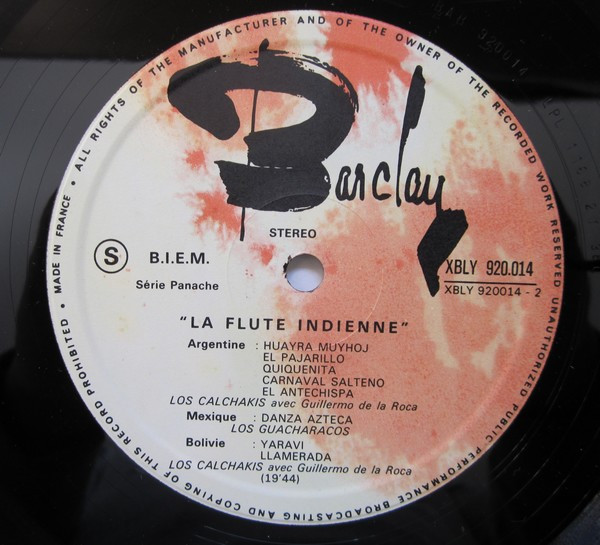 ALL RIGHTS OF THE MANUFACTURER AND OF THE OWNER OF THE RECORDED WORK RESERVED UNAUTHORIZED PUBLIC PERFORMANCE BROADCASTING AND COPYING OF THIS RECORD PROHIBITED • MADE IN FRANCE •
Barclay
STEREO
S B.I.E.M.
Série Panache
XBLY 920.014
XBLY 920014 - 2
"LA FLUTE INDIENNE"
Argentine : HUAYRA MUYHOJ
EL PAJARILLO
QUIQUENITA
CARNAVAL SALTENO
EL ANTECHISPA
LOS CALCHAKIS avec Guillermo de la Roca
Mexique : DANZA AZTECA
LOS GUACHARACOS
Bolivie : YARAVI
LLAMERADA
LOS CALCHAKIS avec Guillermo de la Roca
(19'44)